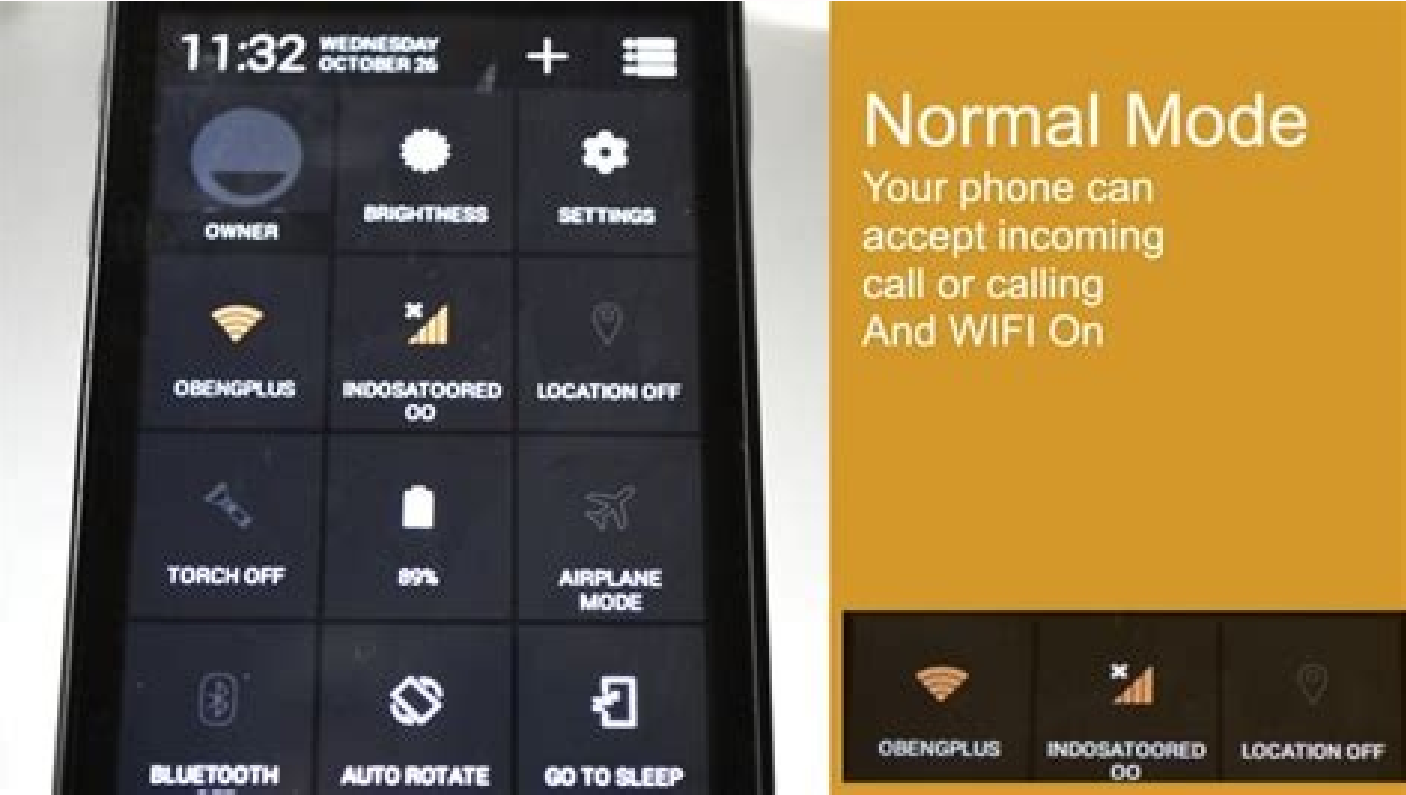 11:32 WEDNESDAY
OCTOBER 26
OWNER
BRIGHTNESS
SETTINGS
OBENGPLUS
INDOSATOORED
OO
LOCATION OFF
TORCH OFF
89%
AIRPLANE
MODE
BLUETOOTH
AUTO ROTATE
GO TO SLEEP
Normal Mode
Your phone can
accept incoming
call or calling
And WIFI On
OBENGPLUS
INDOSATOORED
OO
LOCATION OFF